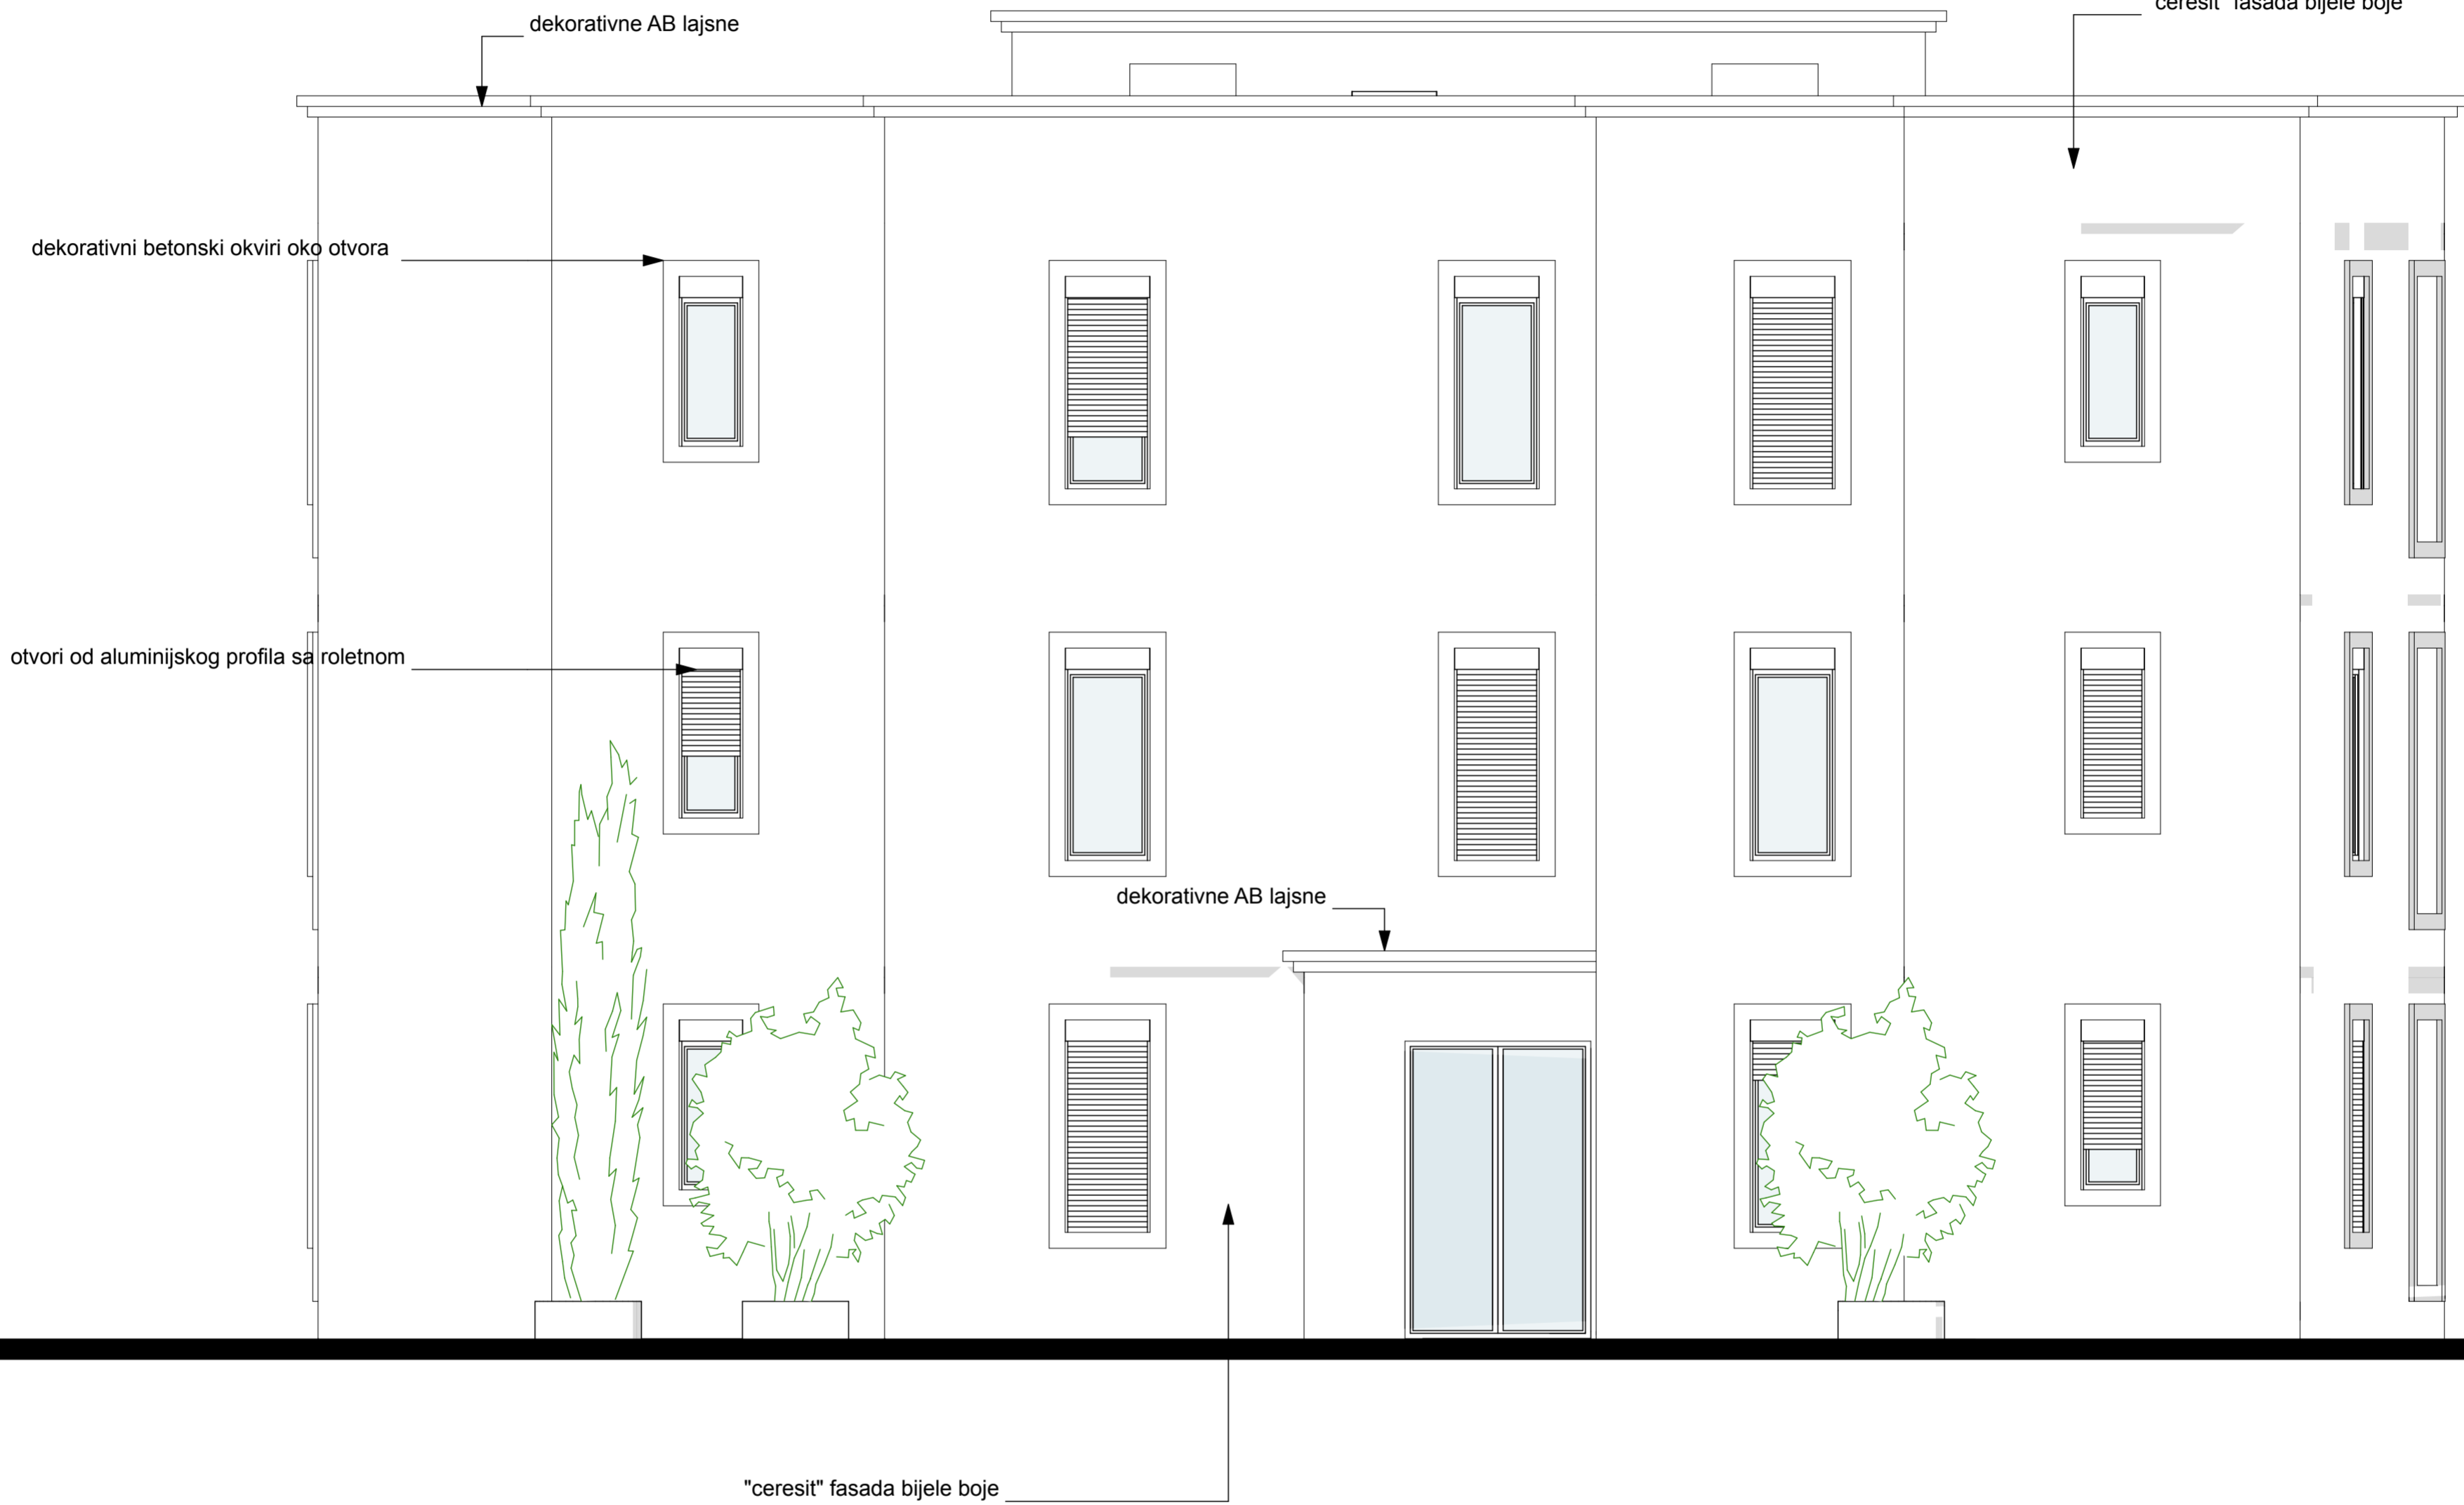 dekorativne AB lajsne
ceresit" fasada bijele boje
dekorativni betonski okviri oko otvora
otvori od aluminijskog profila sa roletnom
dekorativne AB lajsne
"ceresit" fasada bijele boje